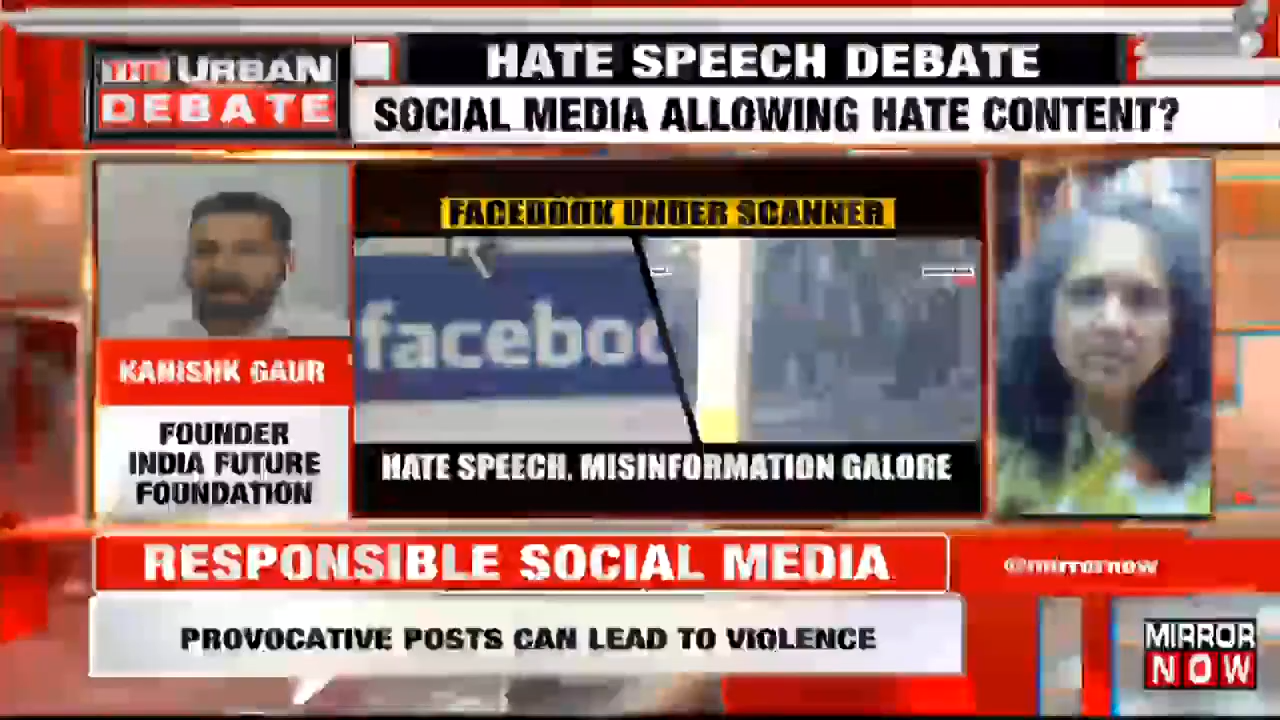 THE URBAN
DEBATE
HATE SPEECH DEBATE
SOCIAL MEDIA ALLOWING HATE CONTENT?
FACEBOOK UNDER SCANNER
faceboo
KANISHK GAUR
FOUNDER
INDIA FUTURE
FOUNDATION
HATE SPEECH, MISINFORMATION GALORE
RESPONSIBLE SOCIAL MEDIA
@mirrornow
PROVOCATIVE POSTS CAN LEAD TO VIOLENCE
MIRROR
NOW